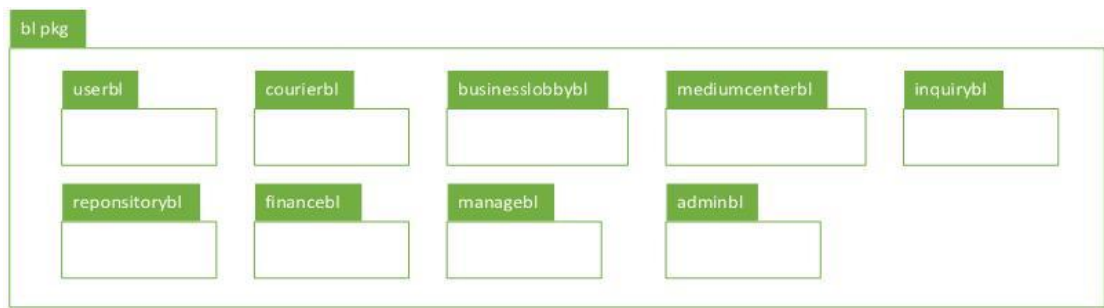 bl pkg
userbl
courierbl
businesslobbybl
mediumcenterbl
inquirybl
reponsitorybl
financebl
managebl
adminbl